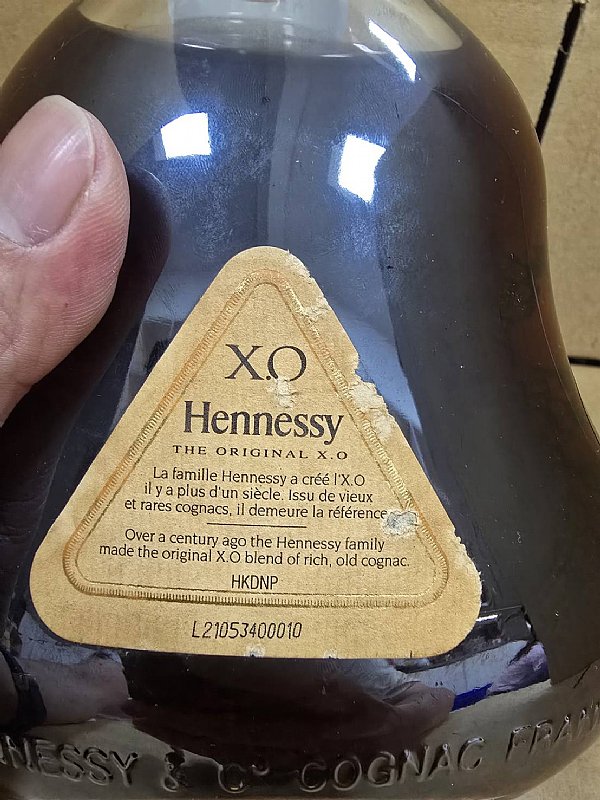 X.O
Hennessy
THE ORIGINAL X.O
La famille Hennessy a créé l'X.O
il y a plus d'un siècle. Issu de vieux
et rares cognacs, il demeure la référence
Over a century ago the Hennessy family
made the original X.O blend of rich, old cognac.
HKDNP
L21053400010
NNESSY & Cº COGNAC FRAN